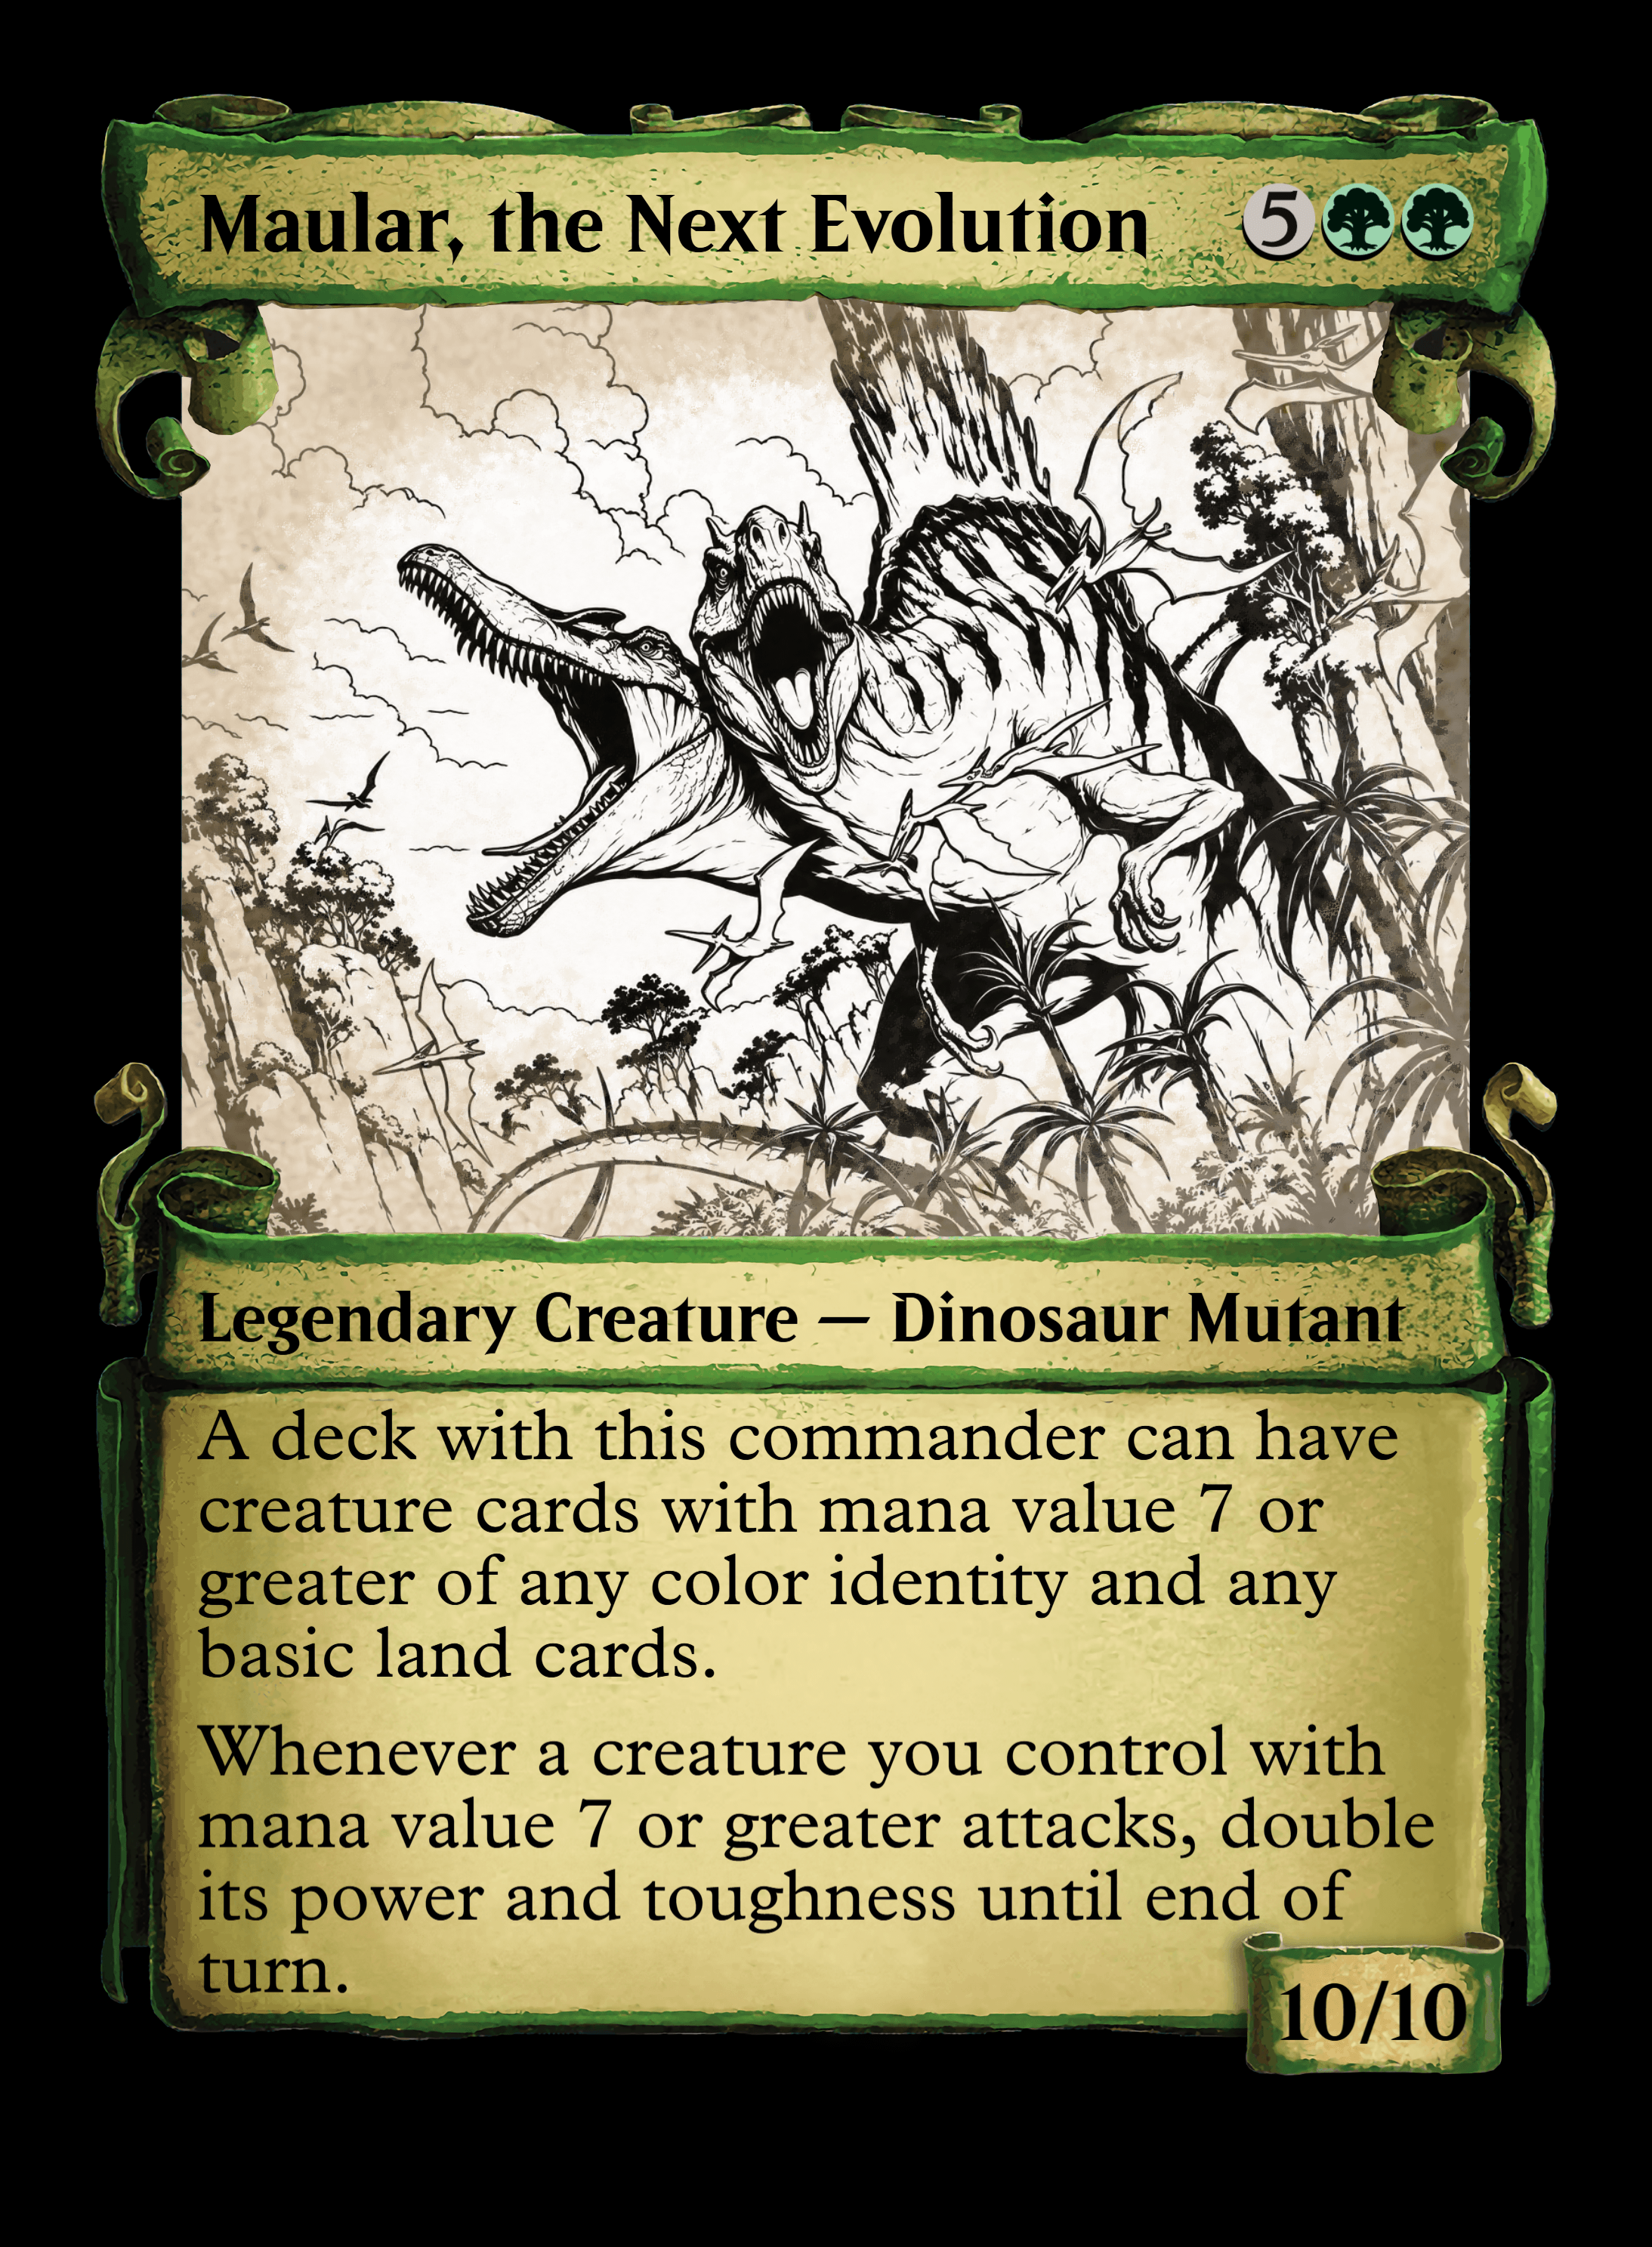 Maular, the Next Evolution 5
Legendary Creature — Dinosaur Mutant
A deck with this commander can have
creature cards with mana value 7 or
greater of any color identity and any
basic land cards.
Whenever a creature you control with
mana value 7 or greater attacks, double
its power and toughness until end of
turn.
10/10